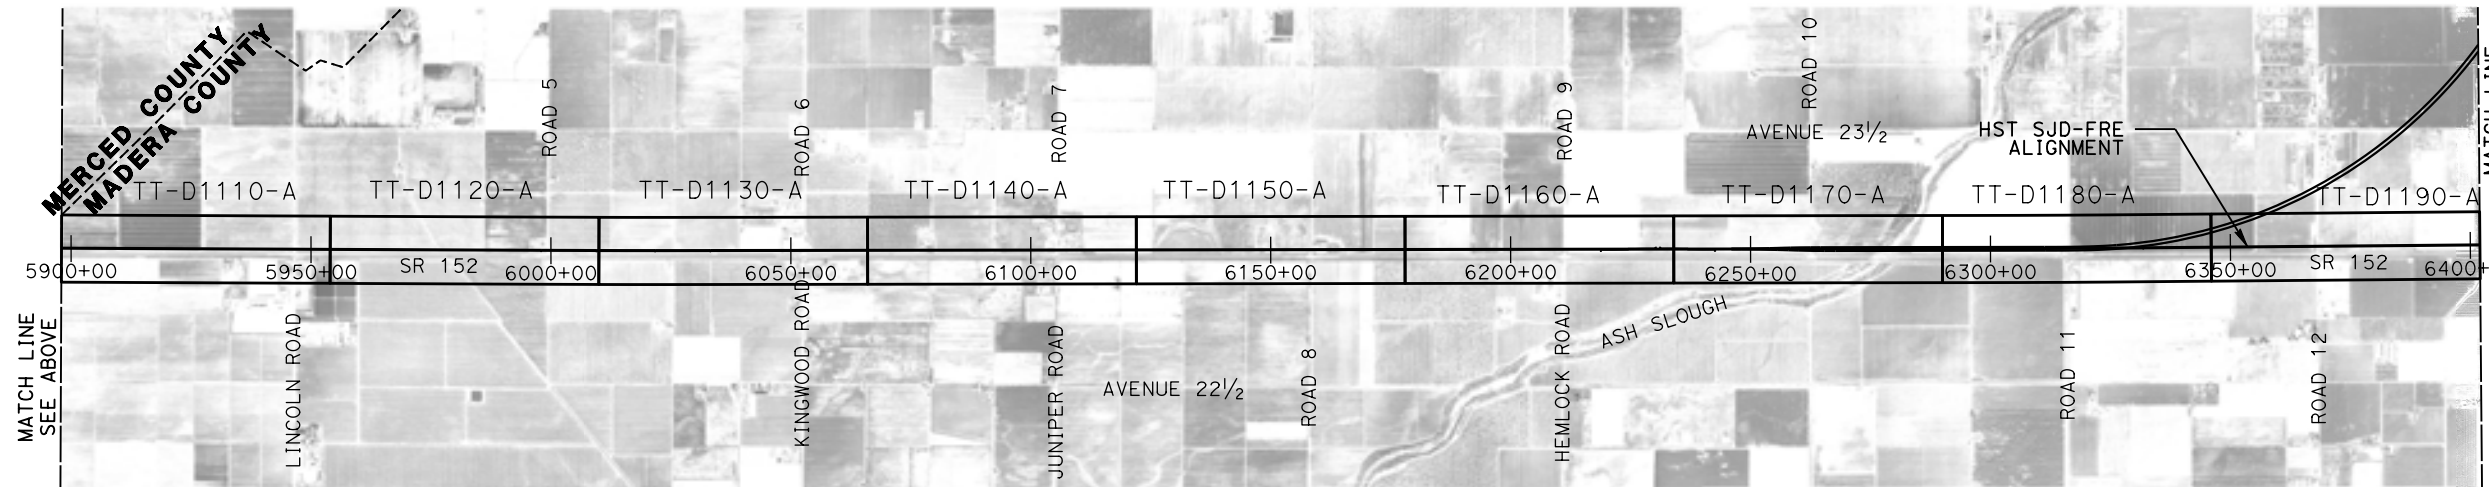 MERCED COUNTY
MADERA COUNTY
ROAD 5
ROAD 6
ROAD 7
ROAD 9
ROAD 10
AVENUE 23½
HST SJD-FRE
ALIGNMENT
MATCH LINE
TT-D1110-A
TT-D1120-A
TT-D1130-A
TT-D1140-A
TT-D1150-A
TT-D1160-A
TT-D1170-A
TT-D1180-A
TT-D1190-A
5900+00
5950+00
SR 152
6000+00
6050+00
6100+00
6150+00
6200+00
6250+00
6300+00
6350+00
SR 152
6400+
MATCH LINE
SEE ABOVE
LINCOLN ROAD
KINGWOOD ROAD
JUNIPER ROAD
AVENUE 22½
ROAD 8
HEMLOCK ROAD
ASH SLOUGH
ROAD 11
ROAD 12